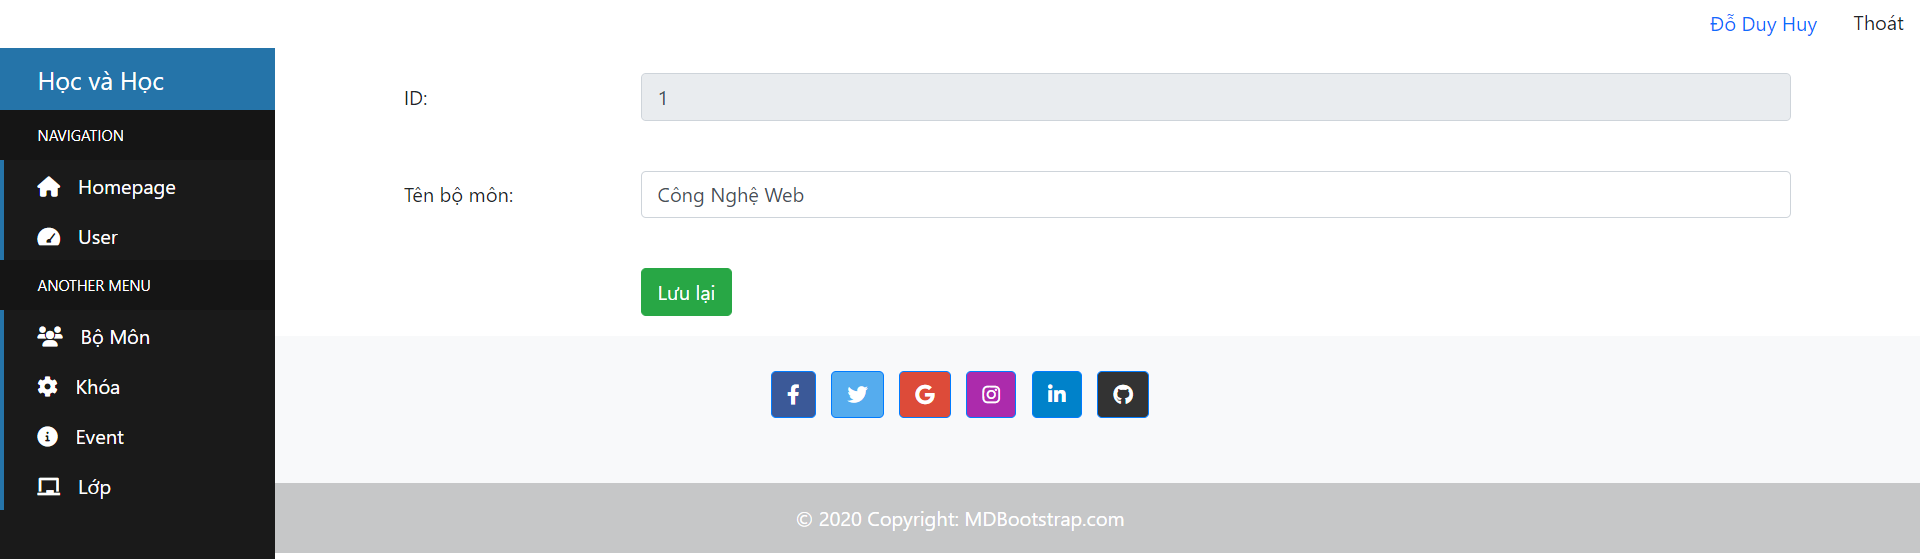 Đỗ Duy Huy Thoát
Học và Học
NAVIGATION
Homepage
User
ANOTHER MENU
Bộ Môn
Khóa
Event
Lớp
ID: 1
Tên bộ môn: Công Nghệ Web
Lưu lại
© 2020 Copyright: MDBootstrap.com